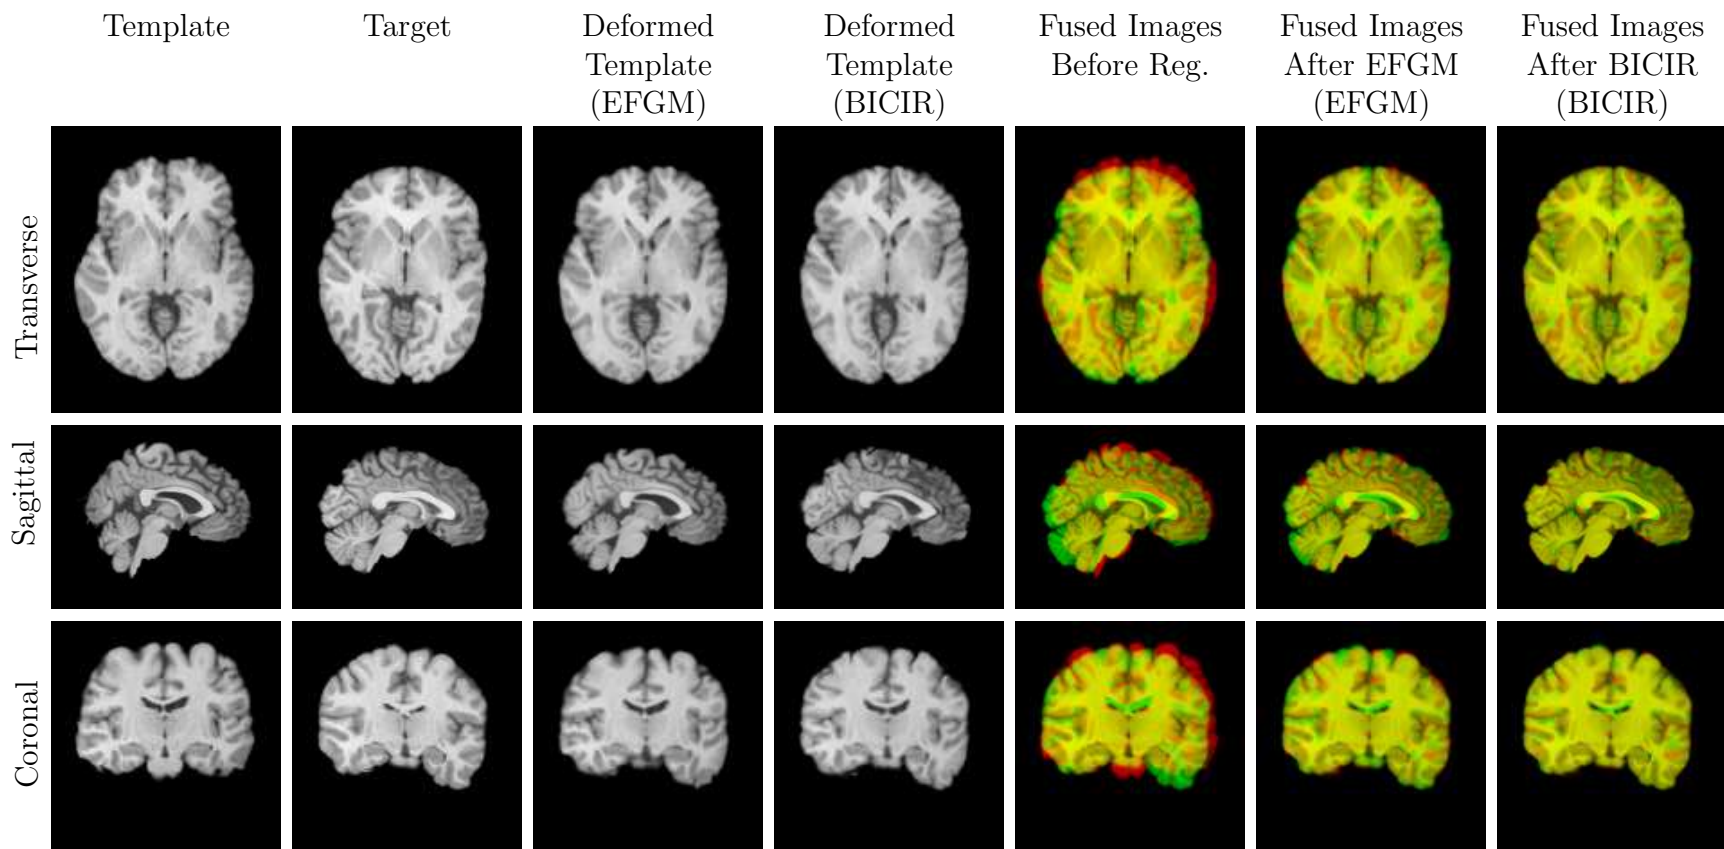 Template
Target
Deformed
Template
(EFGM)
Deformed
Template
(BICIR)
Fused Images
Before Reg.
Fused Images
After EFGM
(EFGM)
Fused Images
After BICIR
(BICIR)
Transverse
Sagittal
Coronal